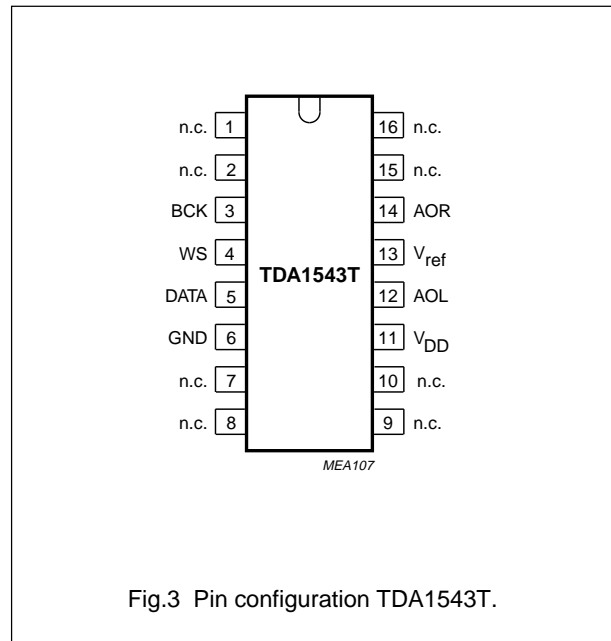 n.c. 1 16 n.c.
n.c. 2 15 n.c.
BCK 3 14 AOR
WS 4 13 Vref
TDA1543T
DATA 5 12 AOL
GND 6 11 VDD
n.c. 7 10 n.c.
n.c. 8 9 n.c.
MEA107
Fig.3 Pin configuration TDA1543T.